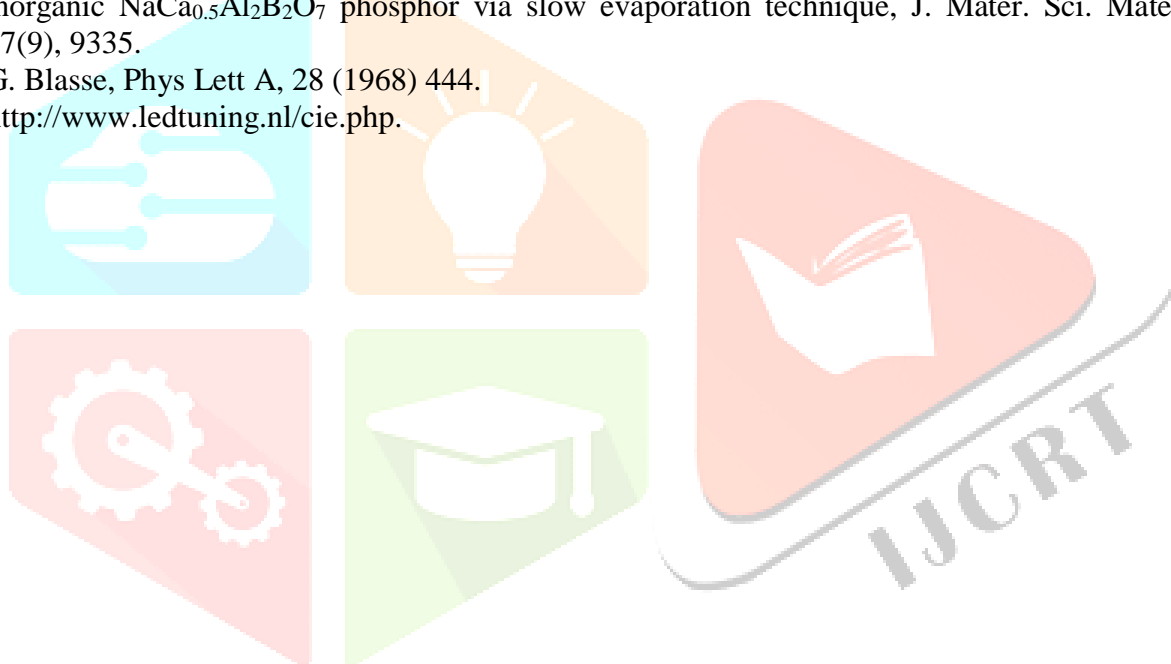 norganic NaCa₀.₅Al₂B₂O₇ phosphor via slow evaporation technique, J. Mater. Sci. Mate
7(9), 9335.
G. Blasse, Phys Lett A, 28 (1968) 444.
ttp://www.ledtuning.nl/cie.php.
IJCRT